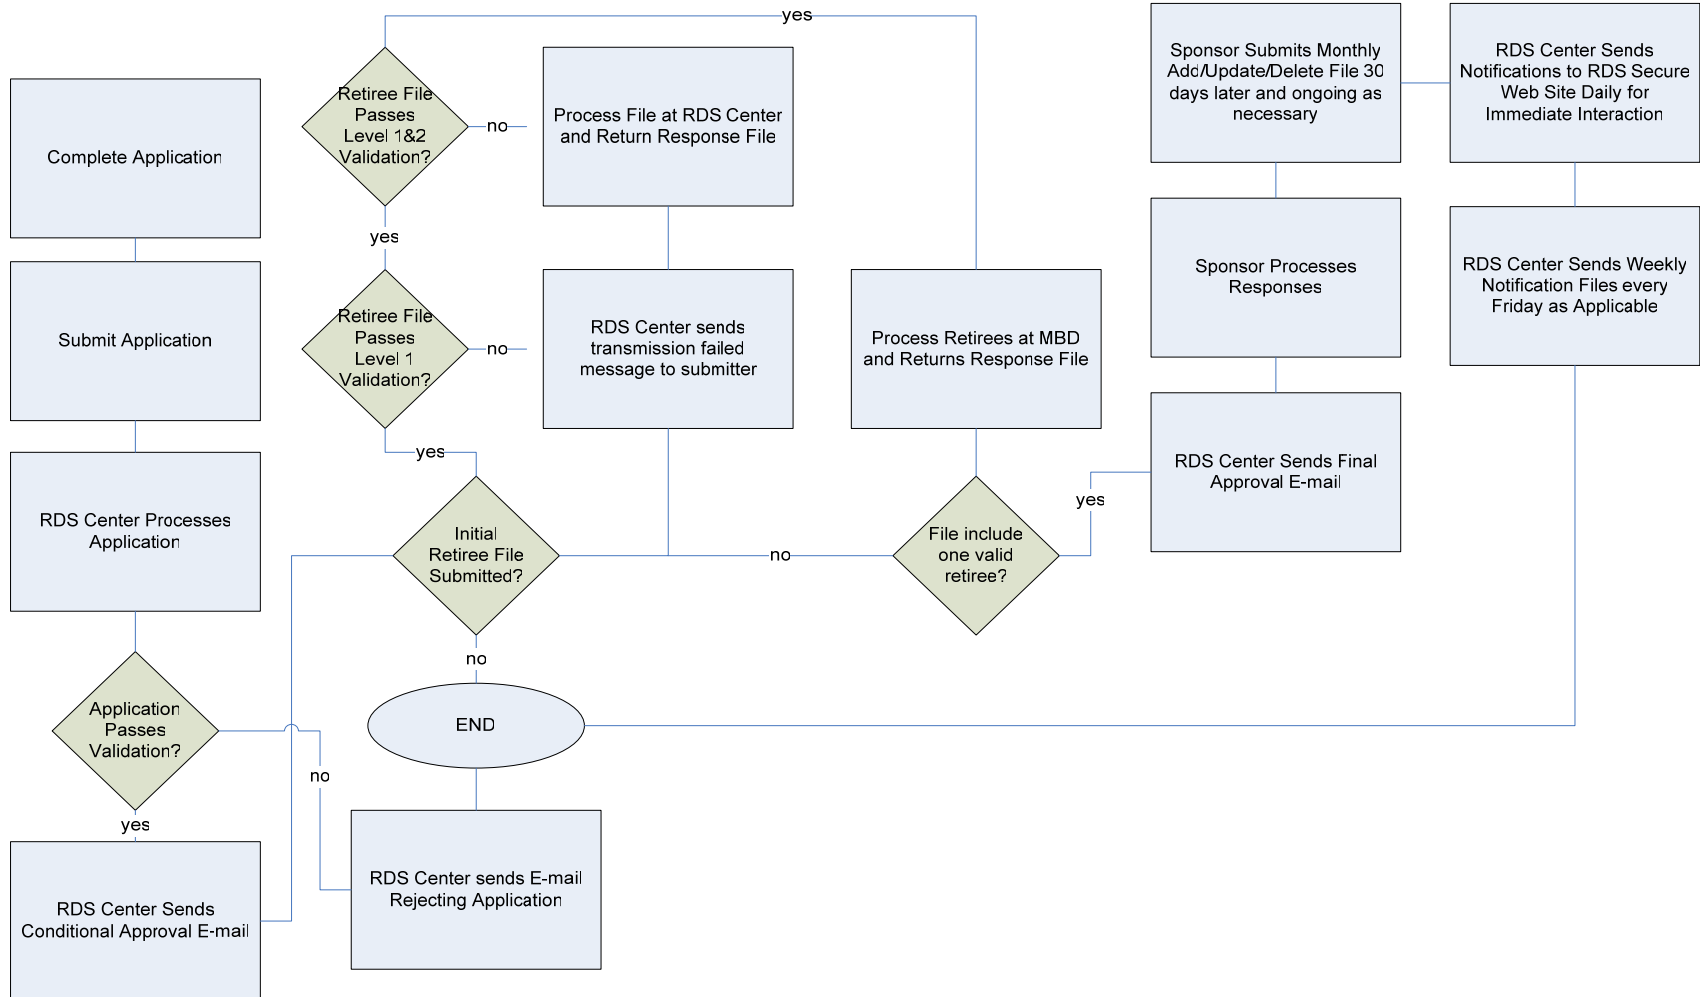 Complete Application
Submit Application
RDS Center Processes
Application
Application
Passes
Validation?
yes
no
RDS Center Sends
Conditional Approval E-mail
RDS Center sends E-mail
Rejecting Application
END
no
Initial
Retiree File
Submitted?
yes
Retiree File
Passes
Level 1
Validation?
no
RDS Center sends
transmission failed
message to submitter
yes
Retiree File
Passes
Level 1&2
Validation?
no
Process File at RDS Center
and Return Response File
yes
Process Retirees at MBD
and Returns Response File
File include
one valid
retiree?
no
yes
RDS Center Sends Final
Approval E-mail
Sponsor Processes
Responses
Sponsor Submits Monthly
Add/Update/Delete File 30
days later and ongoing as
necessary
RDS Center Sends
Notifications to RDS Secure
Web Site Daily for
Immediate Interaction
RDS Center Sends Weekly
Notification Files every
Friday as Applicable